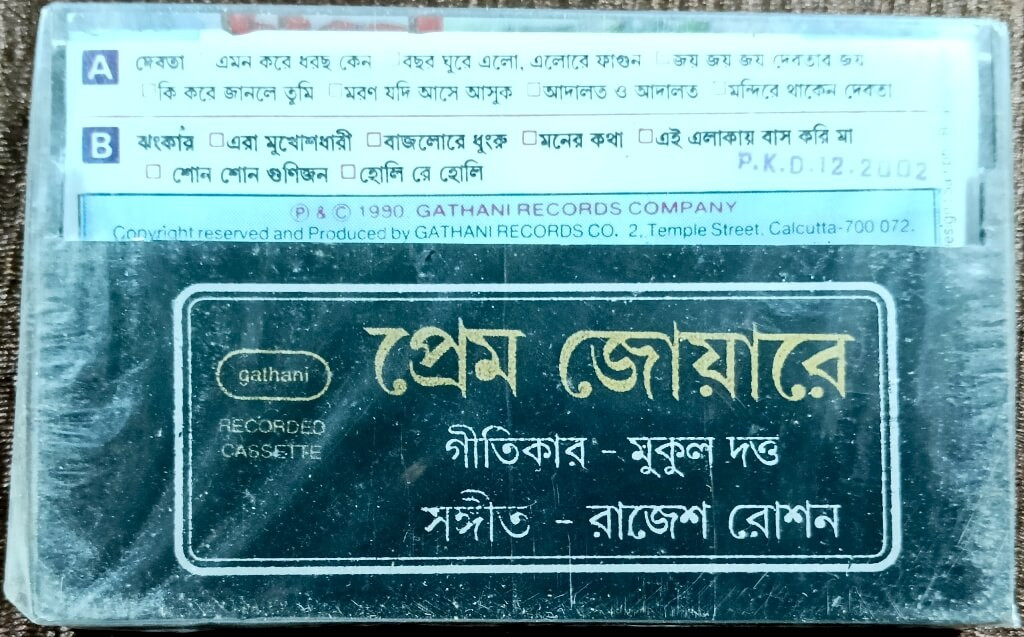 A দেবতা এমন করে ধরছ কেন □বছর ঘুরে এলো, এলোরে ফাগুন □জয় জয় জয় দেবতার জয়
□কি করে জানলে তুমি □মরণ যদি আসে আসুক □আদালত ও আদালত □মন্দিরে থাকেন দেবতা
B ঝংকার □এরা মুখোশধারী □বাজলোরে ঘুংরু □মনের কথা □এই এলাকায় বাস করি মা
□ শোন শোন গুণিজন □হোলি রে হোলি
P.K.D.12.2002
Ⓟ & © 1990. GATHANI RECORDS COMPANY
Copyright reserved and Produced by GATHANI RECORDS CO. 2, Temple Street, Calcutta-700 072.
প্রেম জোয়ারে
gathani
RECORDED
CASSETTE
গীতিকার - মুকুল দত্ত
সঙ্গীত - রাজেশ রোশন